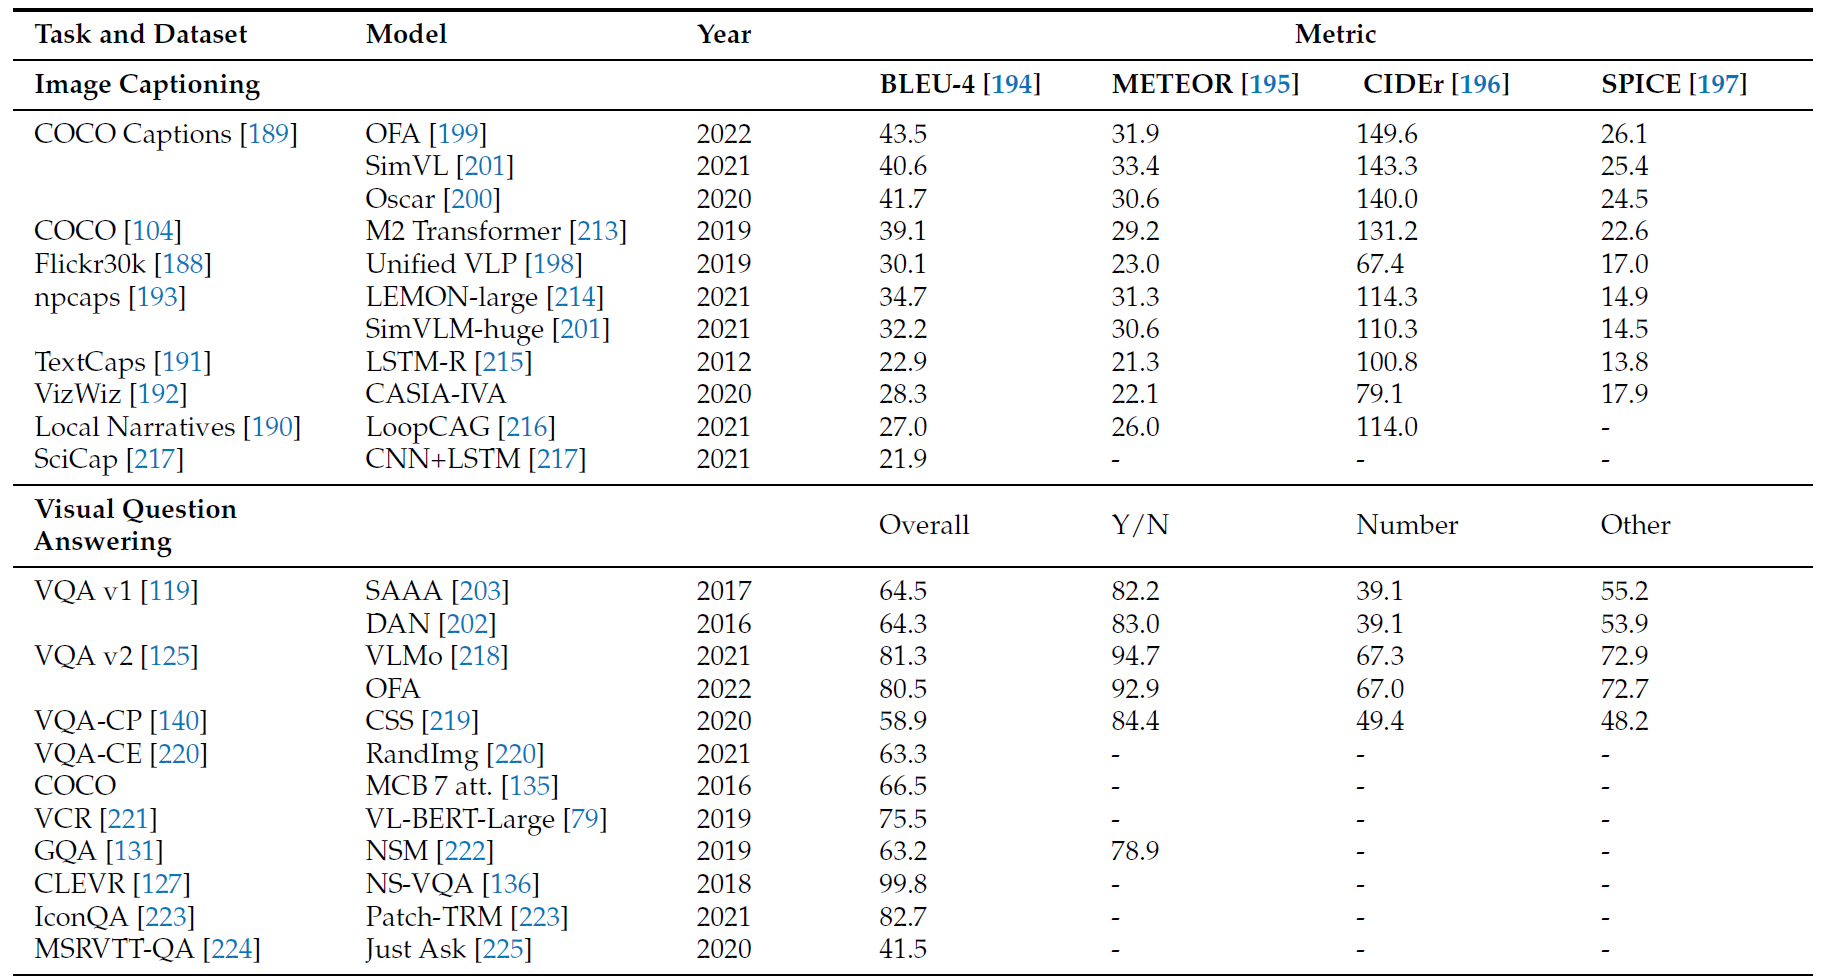 Task and Dataset Model Year Metric
Image Captioning BLEU-4 [194] METEOR [195] CIDEr [196] SPICE [197]
COCO Captions [189] OFA [199] 2022 43.5 31.9 149.6 26.1
SimVL [201] 2021 40.6 33.4 143.3 25.4
Oscar [200] 2020 41.7 30.6 140.0 24.5
COCO [104] M2 Transformer [213] 2019 39.1 29.2 131.2 22.6
Flickr30k [188] Unified VLP [198] 2019 30.1 23.0 67.4 17.0
npcaps [193] LEMON-large [214] 2021 34.7 31.3 114.3 14.9
SimVLM-huge [201] 2021 32.2 30.6 110.3 14.5
TextCaps [191] LSTM-R [215] 2012 22.9 21.3 100.8 13.8
VizWiz [192] CASIA-IVA 2020 28.3 22.1 79.1 17.9
Local Narratives [190] LoopCAG [216] 2021 27.0 26.0 114.0 -
SciCap [217] CNN+LSTM [217] 2021 21.9 - - -
Visual Question
Answering Overall Y/N Number Other
VQA v1 [119] SAAA [203] 2017 64.5 82.2 39.1 55.2
DAN [202] 2016 64.3 83.0 39.1 53.9
VQA v2 [125] VLMo [218] 2021 81.3 94.7 67.3 72.9
OFA 2022 80.5 92.9 67.0 72.7
VQA-CP [140] CSS [219] 2020 58.9 84.4 49.4 48.2
VQA-CE [220] RandImg [220] 2021 63.3 - - -
COCO MCB 7 att. [135] 2016 66.5 - - -
VCR [221] VL-BERT-Large [79] 2019 75.5 - - -
GQA [131] NSM [222] 2019 63.2 78.9 - -
CLEVR [127] NS-VQA [136] 2018 99.8 - - -
IconQA [223] Patch-TRM [223] 2021 82.7 - - -
MSRVTT-QA [224] Just Ask [225] 2020 41.5 - - -